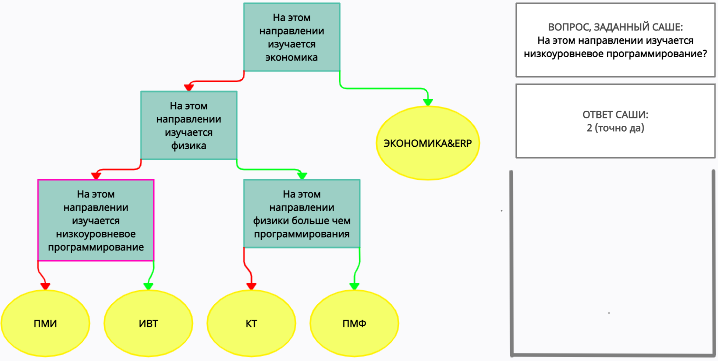 На этом
направлении
изучается
экономика
ВОПРОС, ЗАДАННЫЙ САШЕ:
На этом направлении изучается
низкоуровневое программирование?
На этом
направлении
изучается
физика
ЭКОНОМИКА&ERP
ОТВЕТ САШИ:
2 (точно да)
На этом
направлении
изучается
низкоуровневое
программирование
На этом
направлении
физики больше чем
программирования
ПМИ
ИВТ
КТ
ПМФ